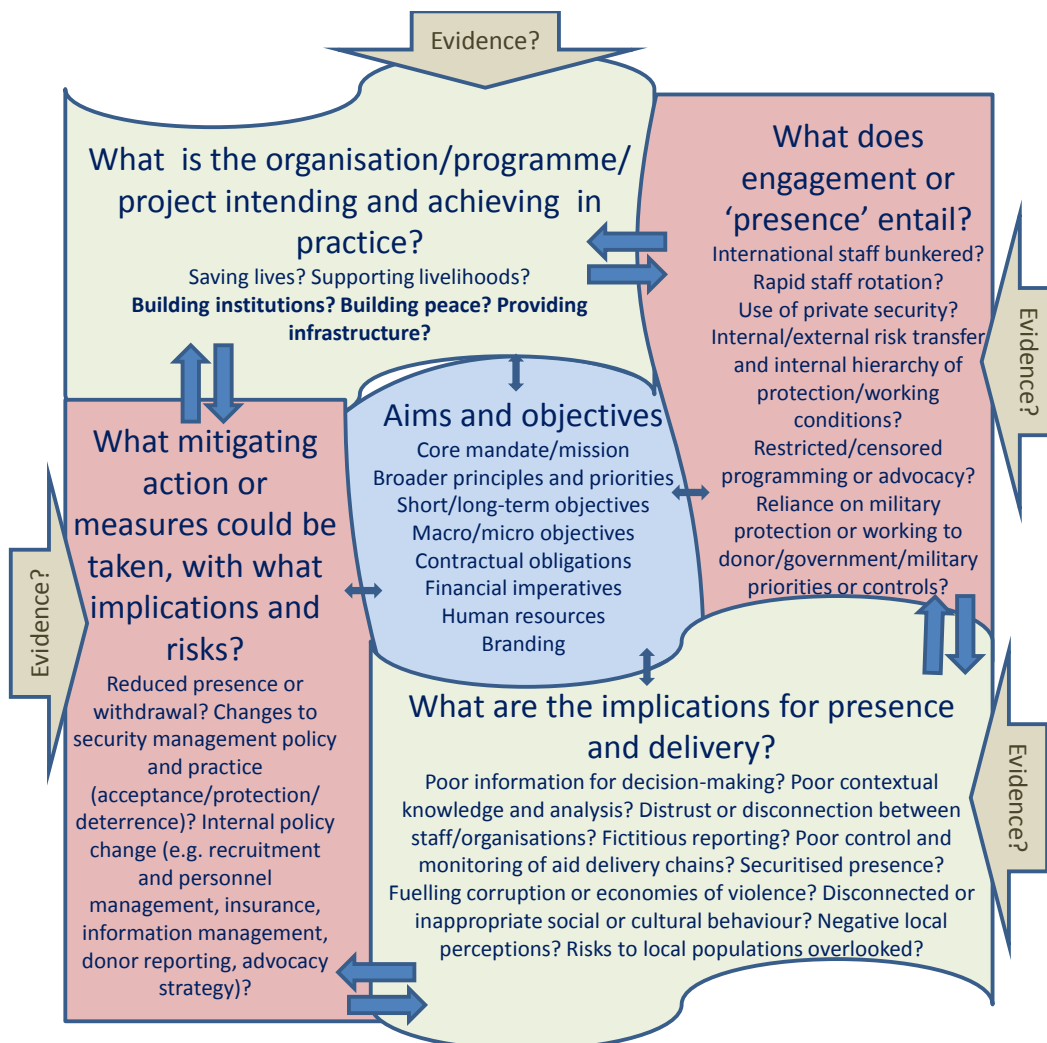 Evidence?
What is the organisation/programme/
project intending and achieving in
practice?
Saving lives? Supporting livelihoods?
Building institutions? Building peace? Providing
infrastructure?
What does
engagement or
‘presence’ entail?
International staff bunkered?
Rapid staff rotation?
Use of private security?
Internal/external risk transfer
and internal hierarchy of
protection/working
conditions?
Restricted/censored
programming or advocacy?
Reliance on military
protection or working to
donor/government/military
priorities or controls?
Evidence?
Aims and objectives
Core mandate/mission
Broader principles and priorities
Short/long-term objectives
Macro/micro objectives
Contractual obligations
Financial imperatives
Human resources
Branding
What mitigating
action or
measures could be
taken, with what
implications and
risks?
Reduced presence or
withdrawal? Changes to
security management policy
and practice
(acceptance/protection/
deterrence)? Internal policy
change (e.g. recruitment
and personnel
management, insurance,
information management,
donor reporting, advocacy
strategy)?
Evidence?
What are the implications for presence
and delivery?
Poor information for decision-making? Poor contextual
knowledge and analysis? Distrust or disconnection between
staff/organisations? Fictitious reporting? Poor control and
monitoring of aid delivery chains? Securitised presence?
Fuelling corruption or economies of violence? Disconnected or
inappropriate social or cultural behaviour? Negative local
perceptions? Risks to local populations overlooked?
Evidence?